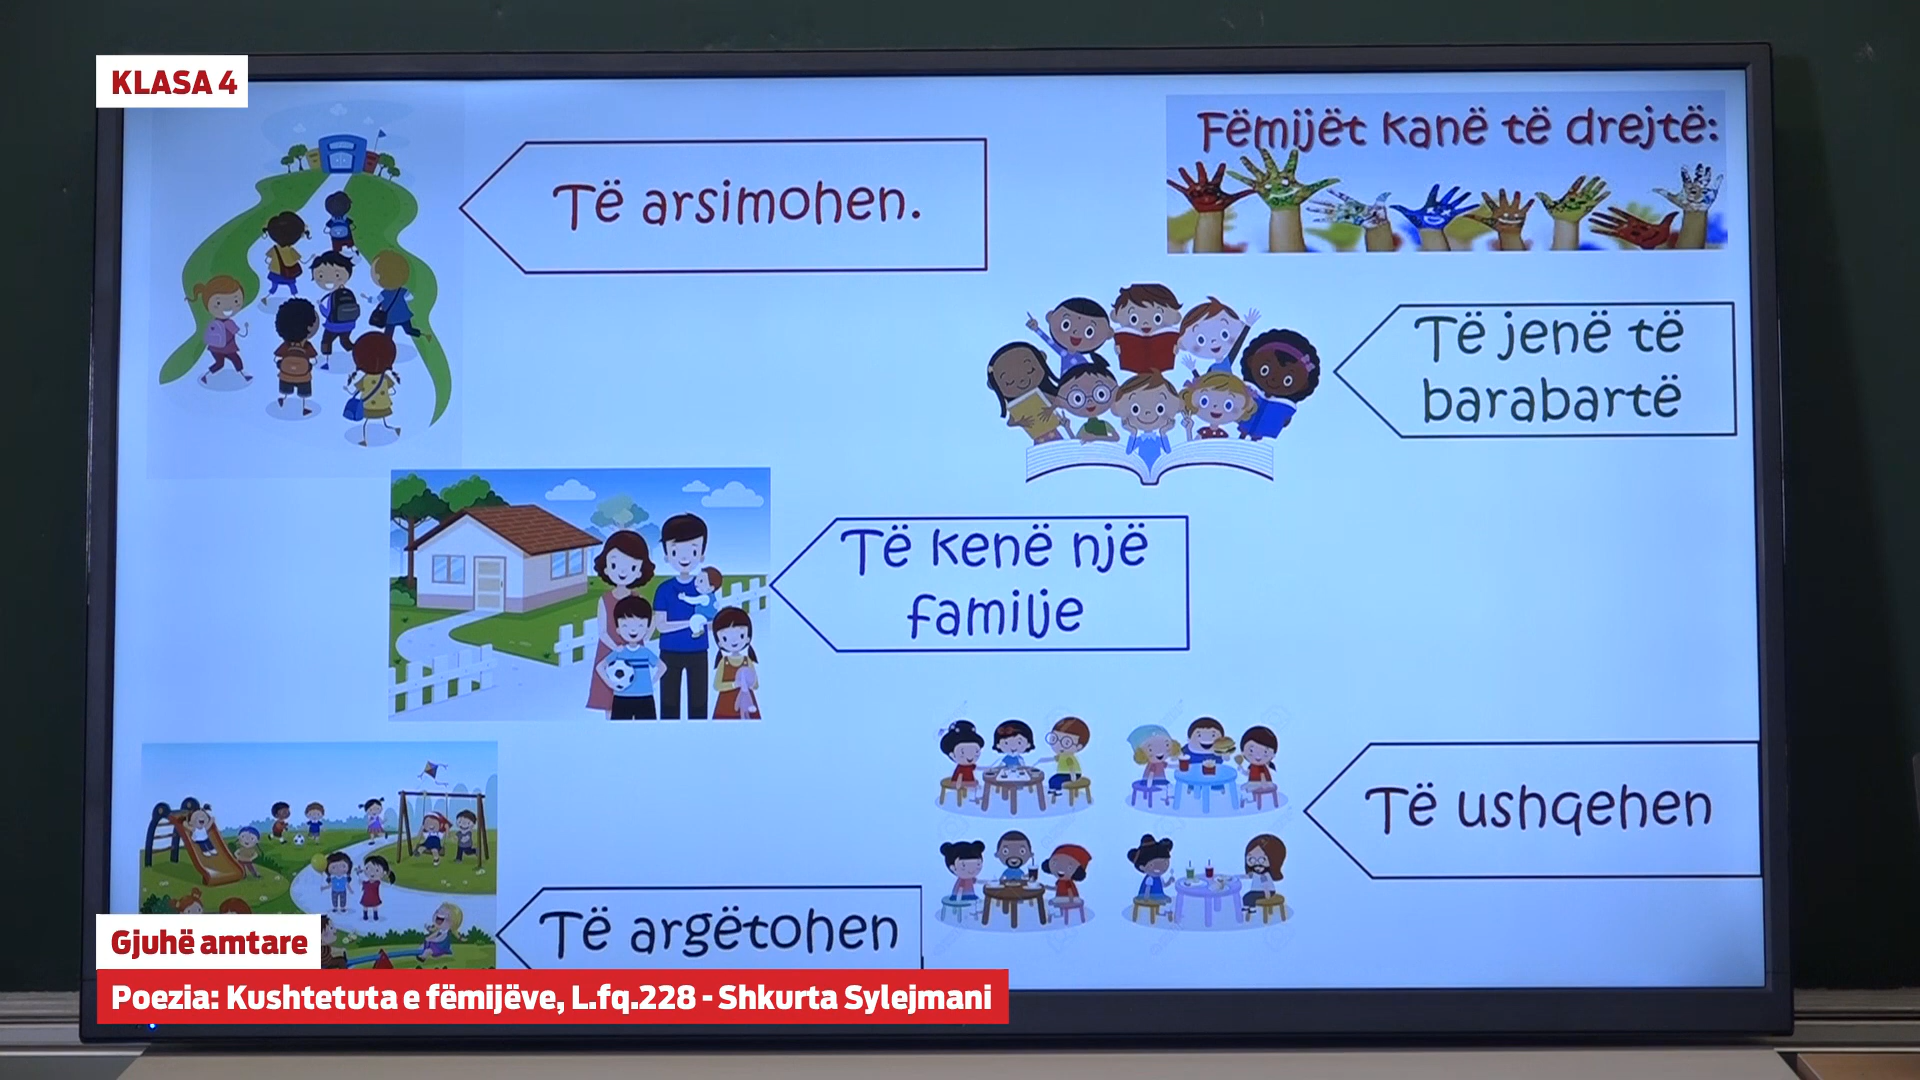 KLASA 4
Fëmijët kanë të drejtë:
Të arsimohen.
Të jenë të
barabartë
Të kenë një
familje
Të ushqehen
Të argëtohen
Gjuhë amtare
Poezia: Kushtetuta e fëmijëve, L.fq.228 - Shkurta Sylejmani